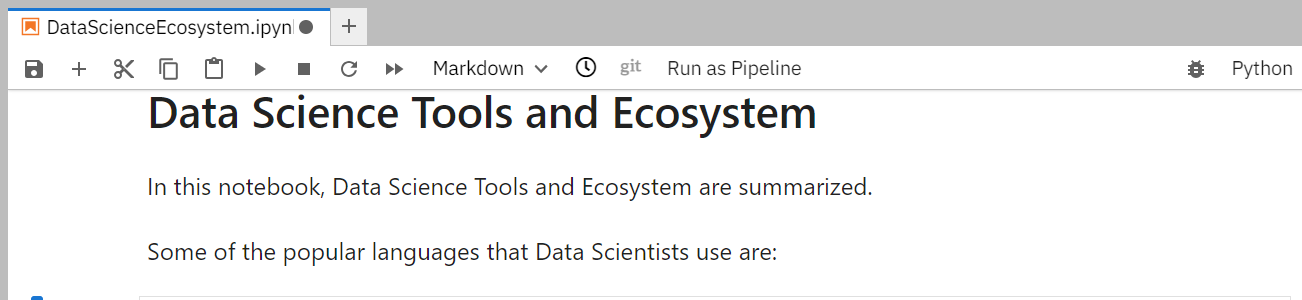 DataScienceEcosystem.ipyn
Markdown git Run as Pipeline Python
Data Science Tools and Ecosystem
In this notebook, Data Science Tools and Ecosystem are summarized.
Some of the popular languages that Data Scientists use are: